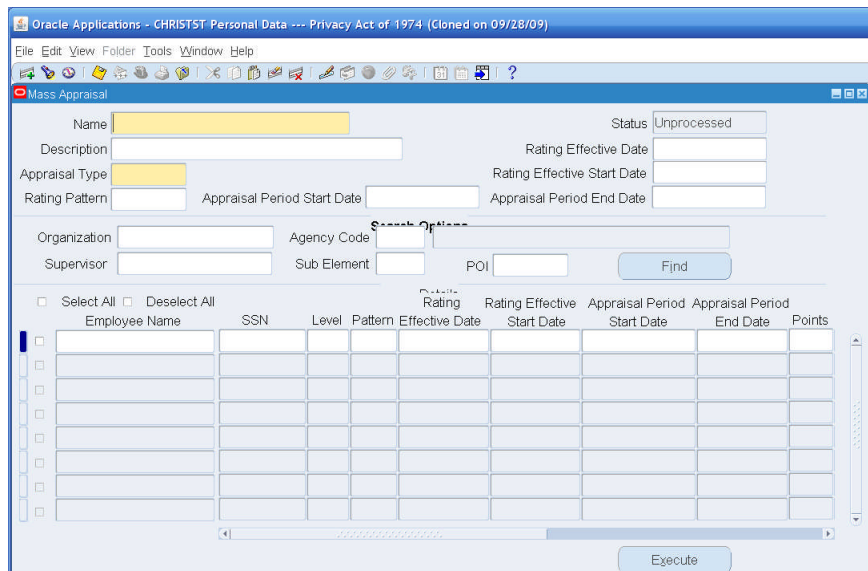 Oracle Applications - CHRISTST Personal Data --- Privacy Act of 1974 (Cloned on 09/28/09)
File Edit View Folder Tools Window Help
Mass Appraisal
Name Status Unprocessed
Description Rating Effective Date
Appraisal Type Rating Effective Start Date
Rating Pattern Appraisal Period Start Date Appraisal Period End Date
Search Options
Organization Agency Code
Supervisor Sub Element POI Find
Details
Select All Deselect All Rating Rating Effective Appraisal Period Appraisal Period
Employee Name SSN Level Pattern Effective Date Start Date Start Date End Date Points
Execute